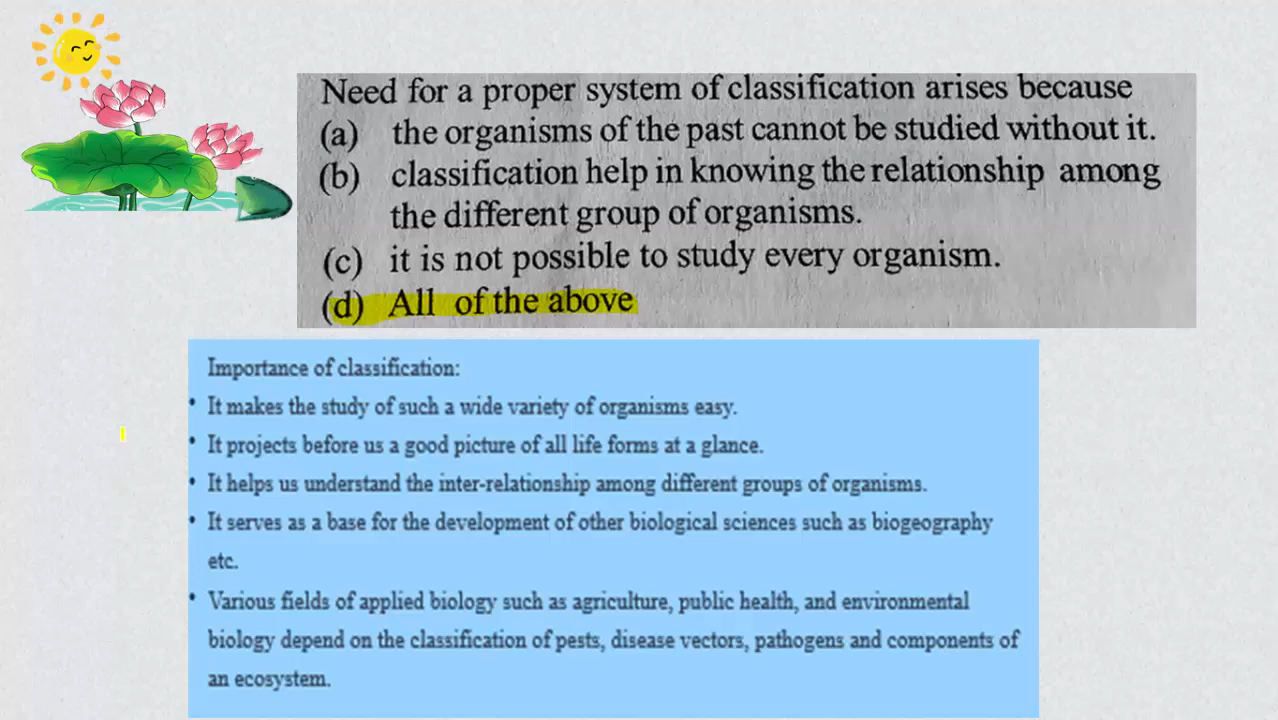 Need for a proper system of classification arises because
(a) the organisms of the past cannot be studied without it.
(b) classification help in knowing the relationship among
the different group of organisms.
(c) it is not possible to study every organism.
(d) All of the above
Importance of classification:
• It makes the study of such a wide variety of organisms easy.
• It projects before us a good picture of all life forms at a glance.
• It helps us understand the inter-relationship among different groups of organisms.
• It serves as a base for the development of other biological sciences such as biogeography
etc.
• Various fields of applied biology such as agriculture, public health, and environmental
biology depend on the classification of pests, disease vectors, pathogens and components of
an ecosystem.